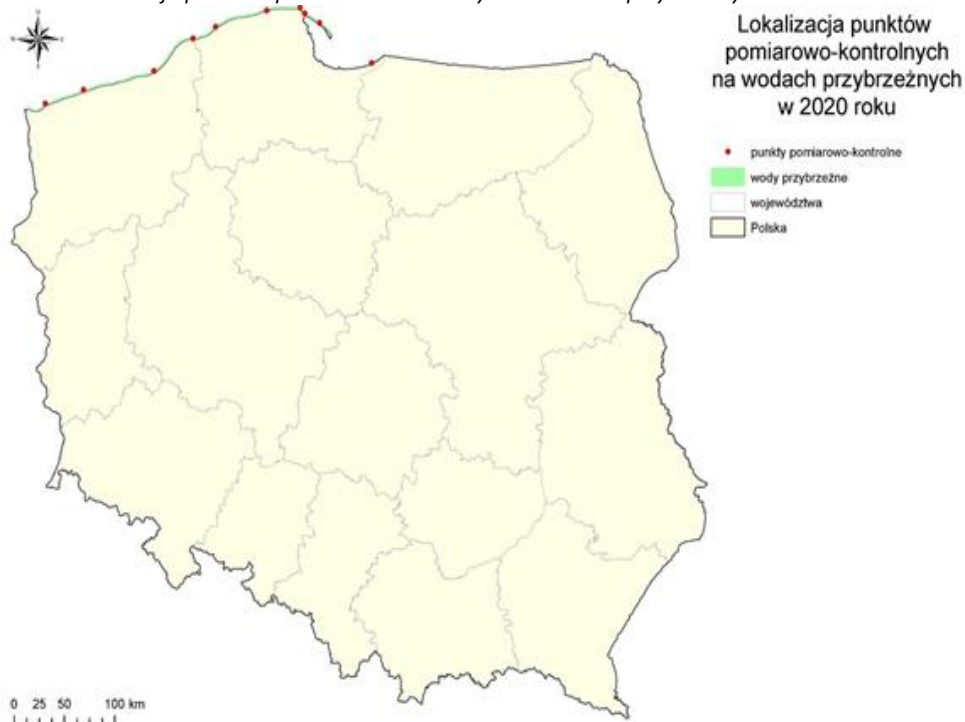 Lokalizacja punktów
pomiarowo-kontrolnych
na wodach przybrzeżnych
w 2020 roku
punkty pomiarowo-kontrolne
wody przybrzeżne
województwa
Polska
0 25 50 100 km